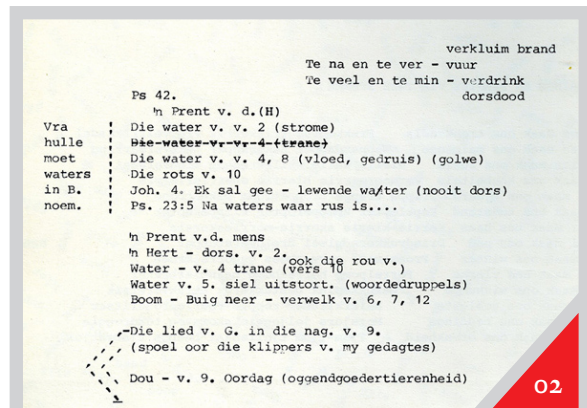 verkluim brand
Te na en te ver - vuur
Te veel en te min - verdrink
dorsdood
Ps 42.
'n Prent v. d.(H)
Vra Die water v. v. 2 (strome)
hulle Die water v. v. 4 (trane)
moet Die water v. v. 4, 8 (vloed, gedruis) (golwe)
waters Die rots v. 10
in B. Joh. 4. Ek sal gee - lewende wa/ter (nooit dors)
noem. Ps. 23:5 Na waters waar rus is....
'n Prent v.d. mens
'n Hert - dors. v. 2.
ook die rou v.
Water - v. 4 trane (vers 10 )
Water v. 5. siel uitstort. (woordedruppels)
Boom - Buig neer - verwelk v. 6, 7, 12
-Die lied v. G. in die nag. v. 9.
(spoel oor die klippers v. my gedagtes)
Dou - v. 9. Oordag (oggendgoedertierenheid)
02